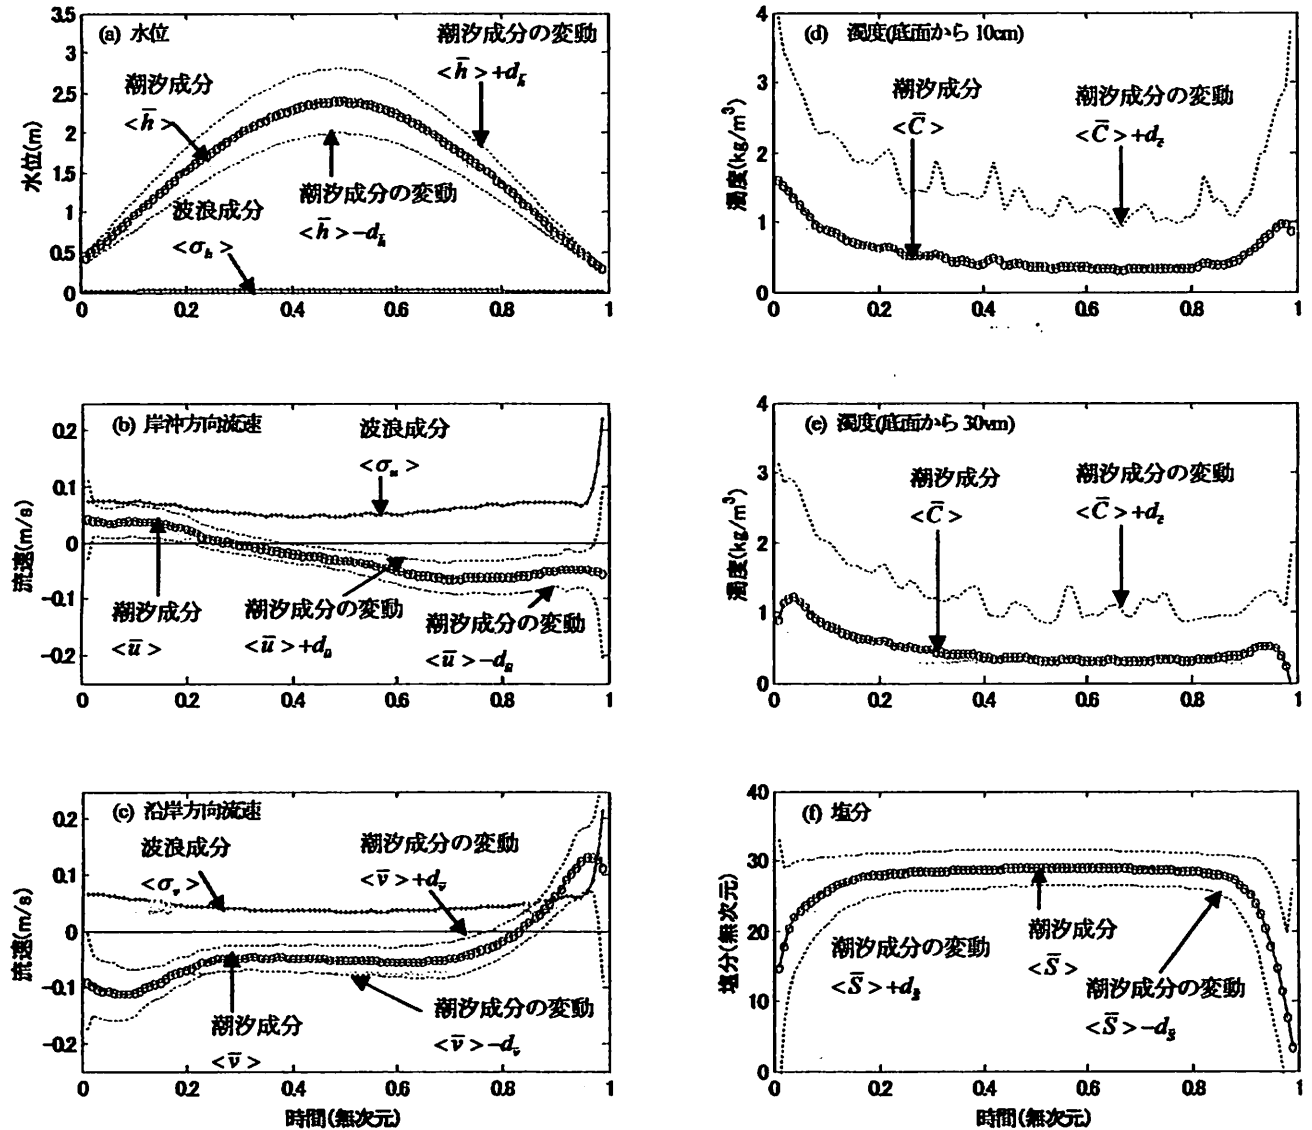 (a) 水位
潮汐成分の変動
< h̄ >+d_h̄
潮汐成分
< h̄ >
潮汐成分の変動
< h̄ >−d_h̄
波浪成分
<σ_h >
水位(m)
3.5
3
2.5
2
1.5
1
0.5
0
0 0.2 0.4 0.6 0.8 1
(b) 岸沖方向流速
波浪成分
<σ_u >
潮汐成分
< ū >
潮汐成分の変動
< ū >+d_ū
潮汐成分の変動
< ū >−d_ū
流速(m/s)
0.2
0.1
0
−0.1
−0.2
0 0.2 0.4 0.6 0.8 1
(c) 沿岸方向流速
波浪成分
<σ_v >
潮汐成分の変動
< v̄ >+d_v̄
潮汐成分
< v̄ >
潮汐成分の変動
< v̄ >−d_v̄
流速(m/s)
0.2
0.1
0
−0.1
−0.2
0 0.2 0.4 0.6 0.8 1
時間(無次元)
(d) 濁度(底面から 10cm)
潮汐成分
< C̄ >
潮汐成分の変動
< C̄ >+d_c̄
濁度(kg/m³)
4
3
2
1
0
0 0.2 0.4 0.6 0.8 1
(e) 濁度(底面から 30vm)
潮汐成分
< C̄ >
潮汐成分の変動
< C̄ >+d_c̄
濁度(kg/m³)
4
3
2
1
0
0 0.2 0.4 0.6 0.8 1
(f) 塩分
潮汐成分の変動
< S̄ >+d_s̄
潮汐成分
< S̄ >
潮汐成分の変動
< S̄ >−d_s̄
塩分(無次元)
40
30
20
10
0
0 0.2 0.4 0.6 0.8 1
時間(無次元)